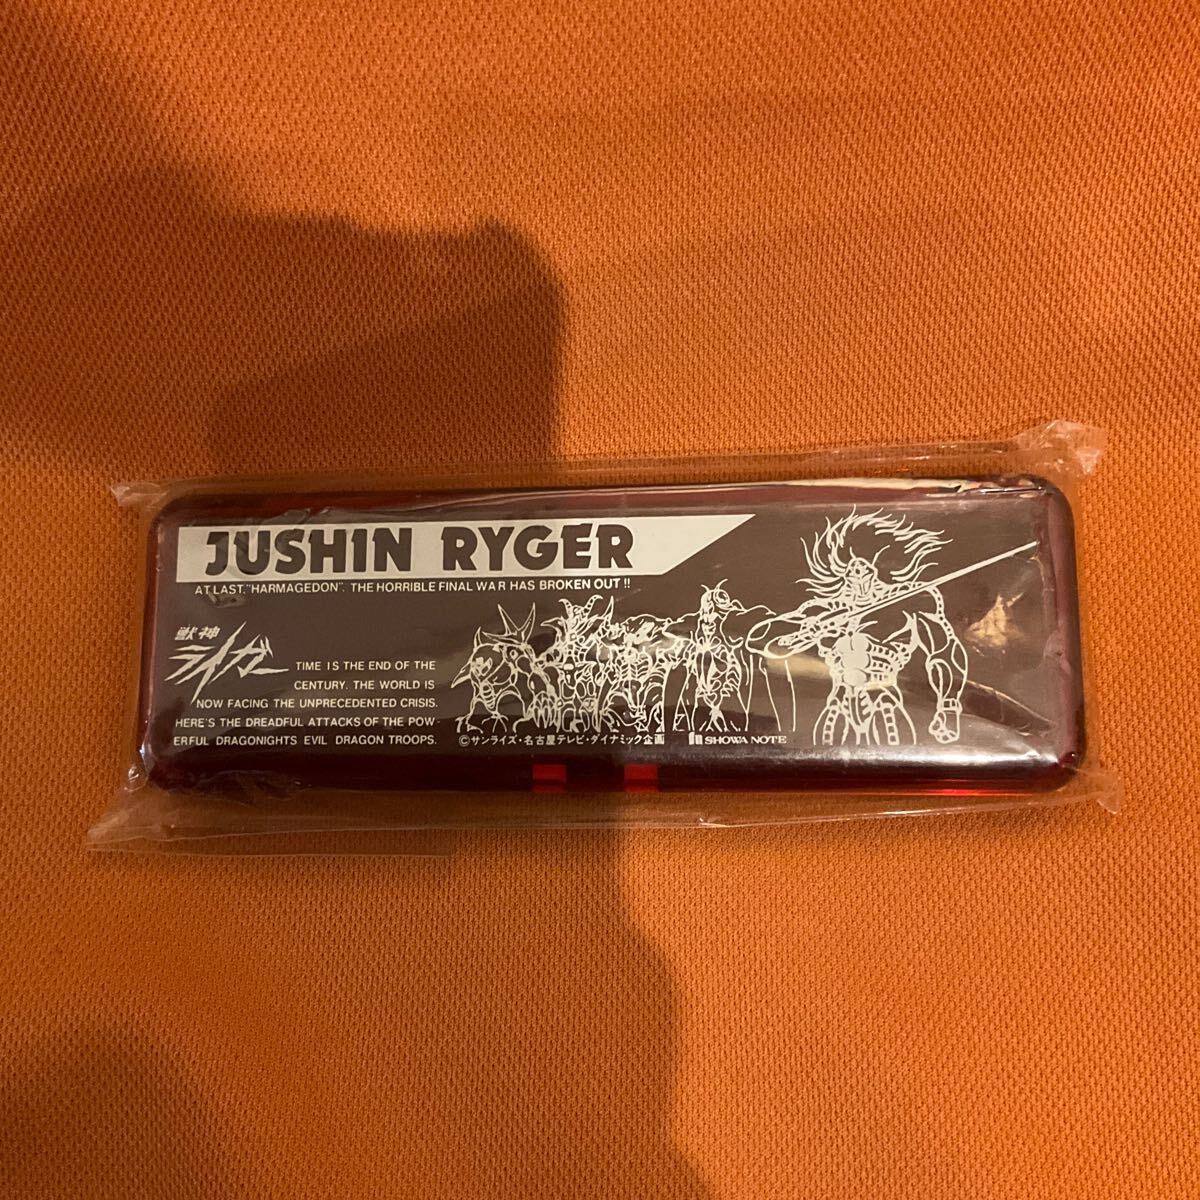 JUSHIN RYGER
AT LAST. "HARMAGEDON". THE HORRIBLE FINAL WAR HAS BROKEN OUT !!
獣神
ライガー
TIME IS THE END OF THE
CENTURY. THE WORLD IS
NOW FACING THE UNPRECEDENTED CRISIS.
HERE'S THE DREADFUL ATTACKS OF THE POW-
ERFUL DRAGONIGHTS EVIL DRAGON TROOPS.
©サンライズ・名古屋テレビ・ダイナミック企画
SHOWA NOTE